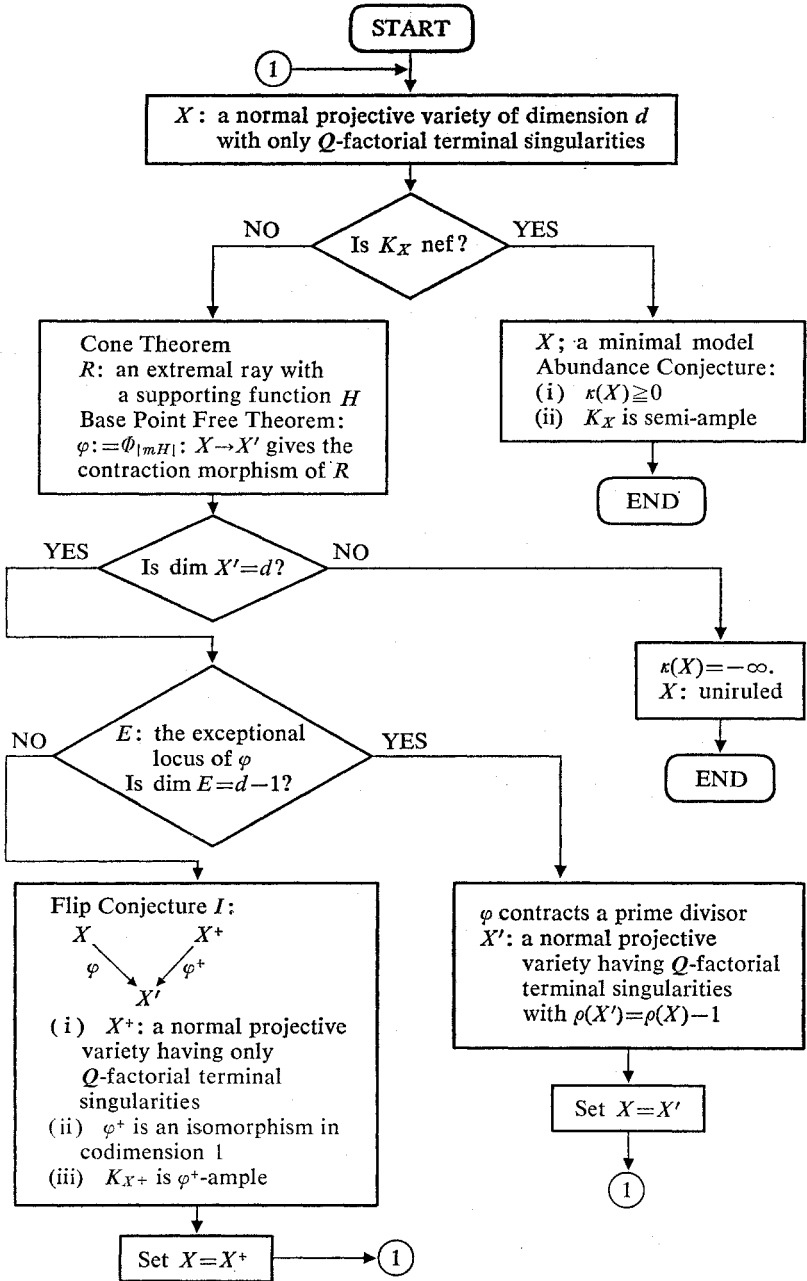 START
1
X: a normal projective variety of dimension d
with only Q-factorial terminal singularities
NO
Is K_X nef?
YES
Cone Theorem
R: an extremal ray with
a supporting function H
Base Point Free Theorem:
φ:=Φ_{|mH|}: X→X′ gives the
contraction morphism of R
X; a minimal model
Abundance Conjecture:
(i) κ(X)≧0
(ii) K_X is semi-ample
END
YES
Is dim X′=d?
NO
κ(X)=−∞.
X: uniruled
END
NO
E: the exceptional
locus of φ
Is dim E=d−1?
YES
Flip Conjecture I:
X X⁺
φ φ⁺
X′
(i) X⁺: a normal projective
variety having only
Q-factorial terminal
singularities
(ii) φ⁺ is an isomorphism in
codimension 1
(iii) K_{X⁺} is φ⁺-ample
Set X=X⁺
1
φ contracts a prime divisor
X′: a normal projective
variety having Q-factorial
terminal singularities
with ρ(X′)=ρ(X)−1
Set X=X′
1